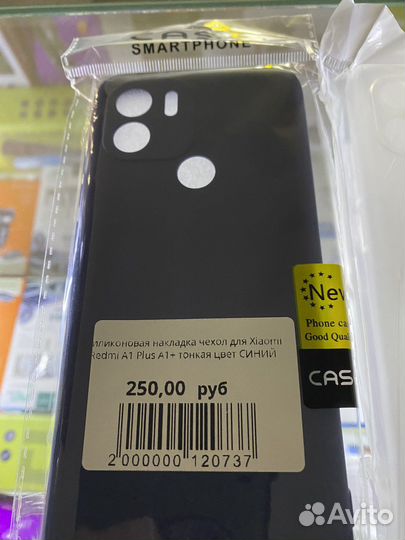 CAS
SMARTPHONE
New
Phone ca
Good Qual
CAS
иликоновая накладка чехол для Xiaomi
Redmi A1 Plus A1+ тонкая цвет СИНИЙ
250,00 руб
2 000000 120737
Avito